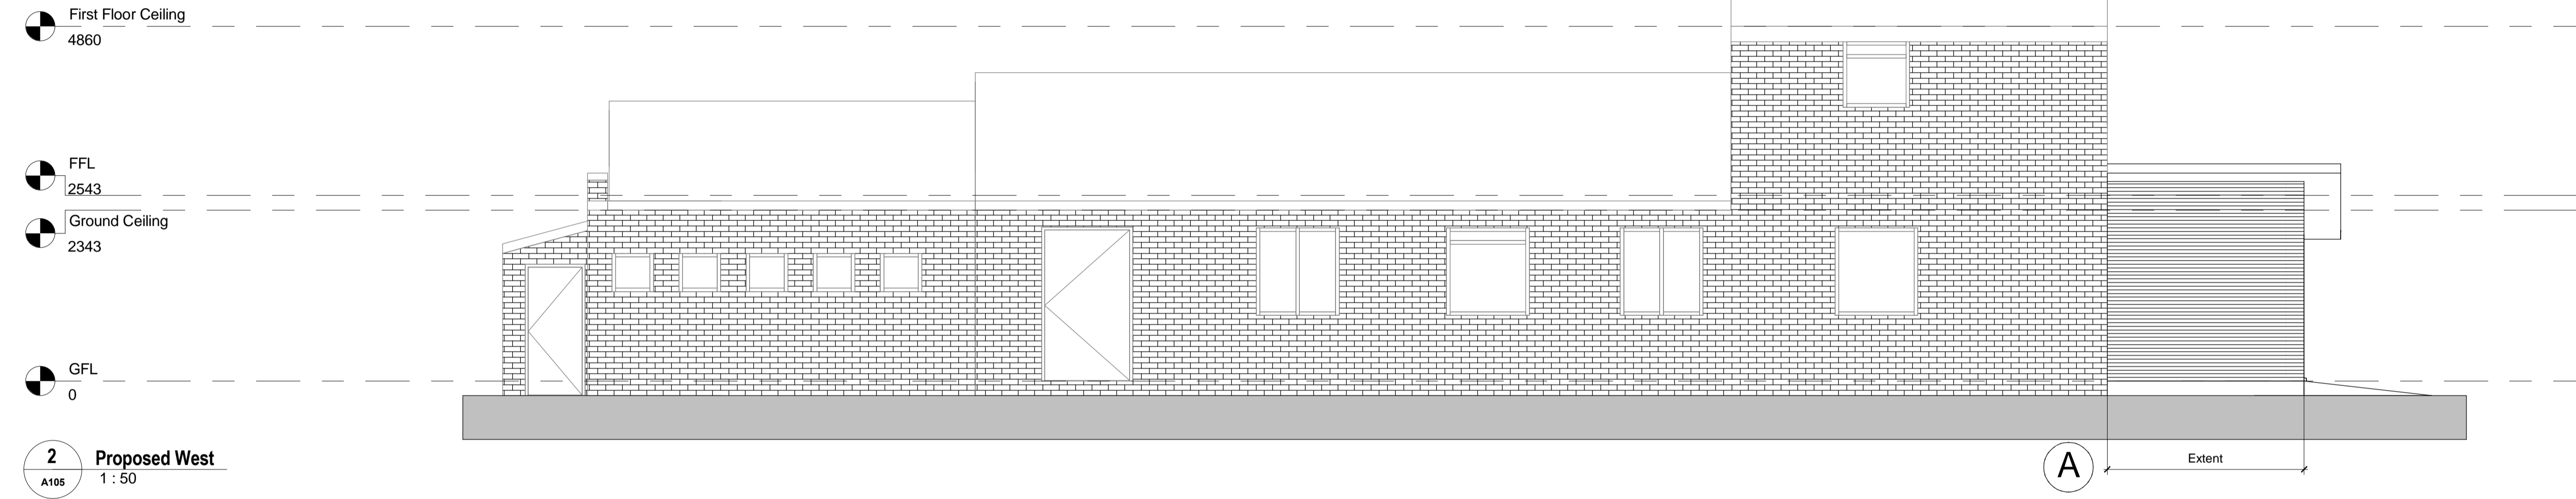 First Floor Ceiling
4860
FFL
2543
Ground Ceiling
2343
GFL
0
2
A105
Proposed West
1 : 50
A
Extent